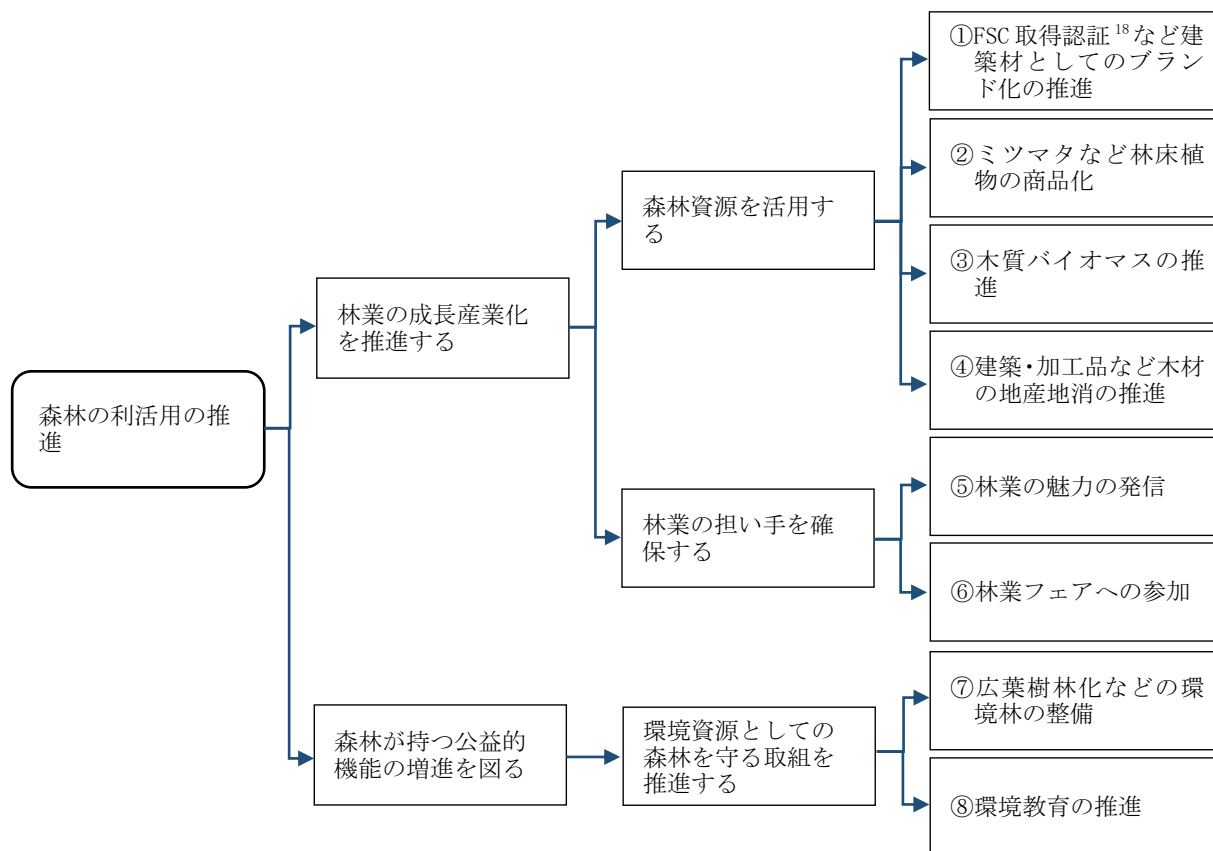 森林の利活用の推
進
林業の成長産業化
を推進する
森林が持つ公益的
機能の増進を図る
森林資源を活用す
る
林業の担い手を確
保する
環境資源としての
森林を守る取組を
推進する
①FSC 取得認証18など建
築材としてのブラン
ド化の推進
②ミツマタなど林床植
物の商品化
③木質バイオマスの推
進
④建築・加工品など木材
の地産地消の推進
⑤林業の魅力の発信
⑥林業フェアへの参加
⑦広葉樹林化などの環
境林の整備
⑧環境教育の推進